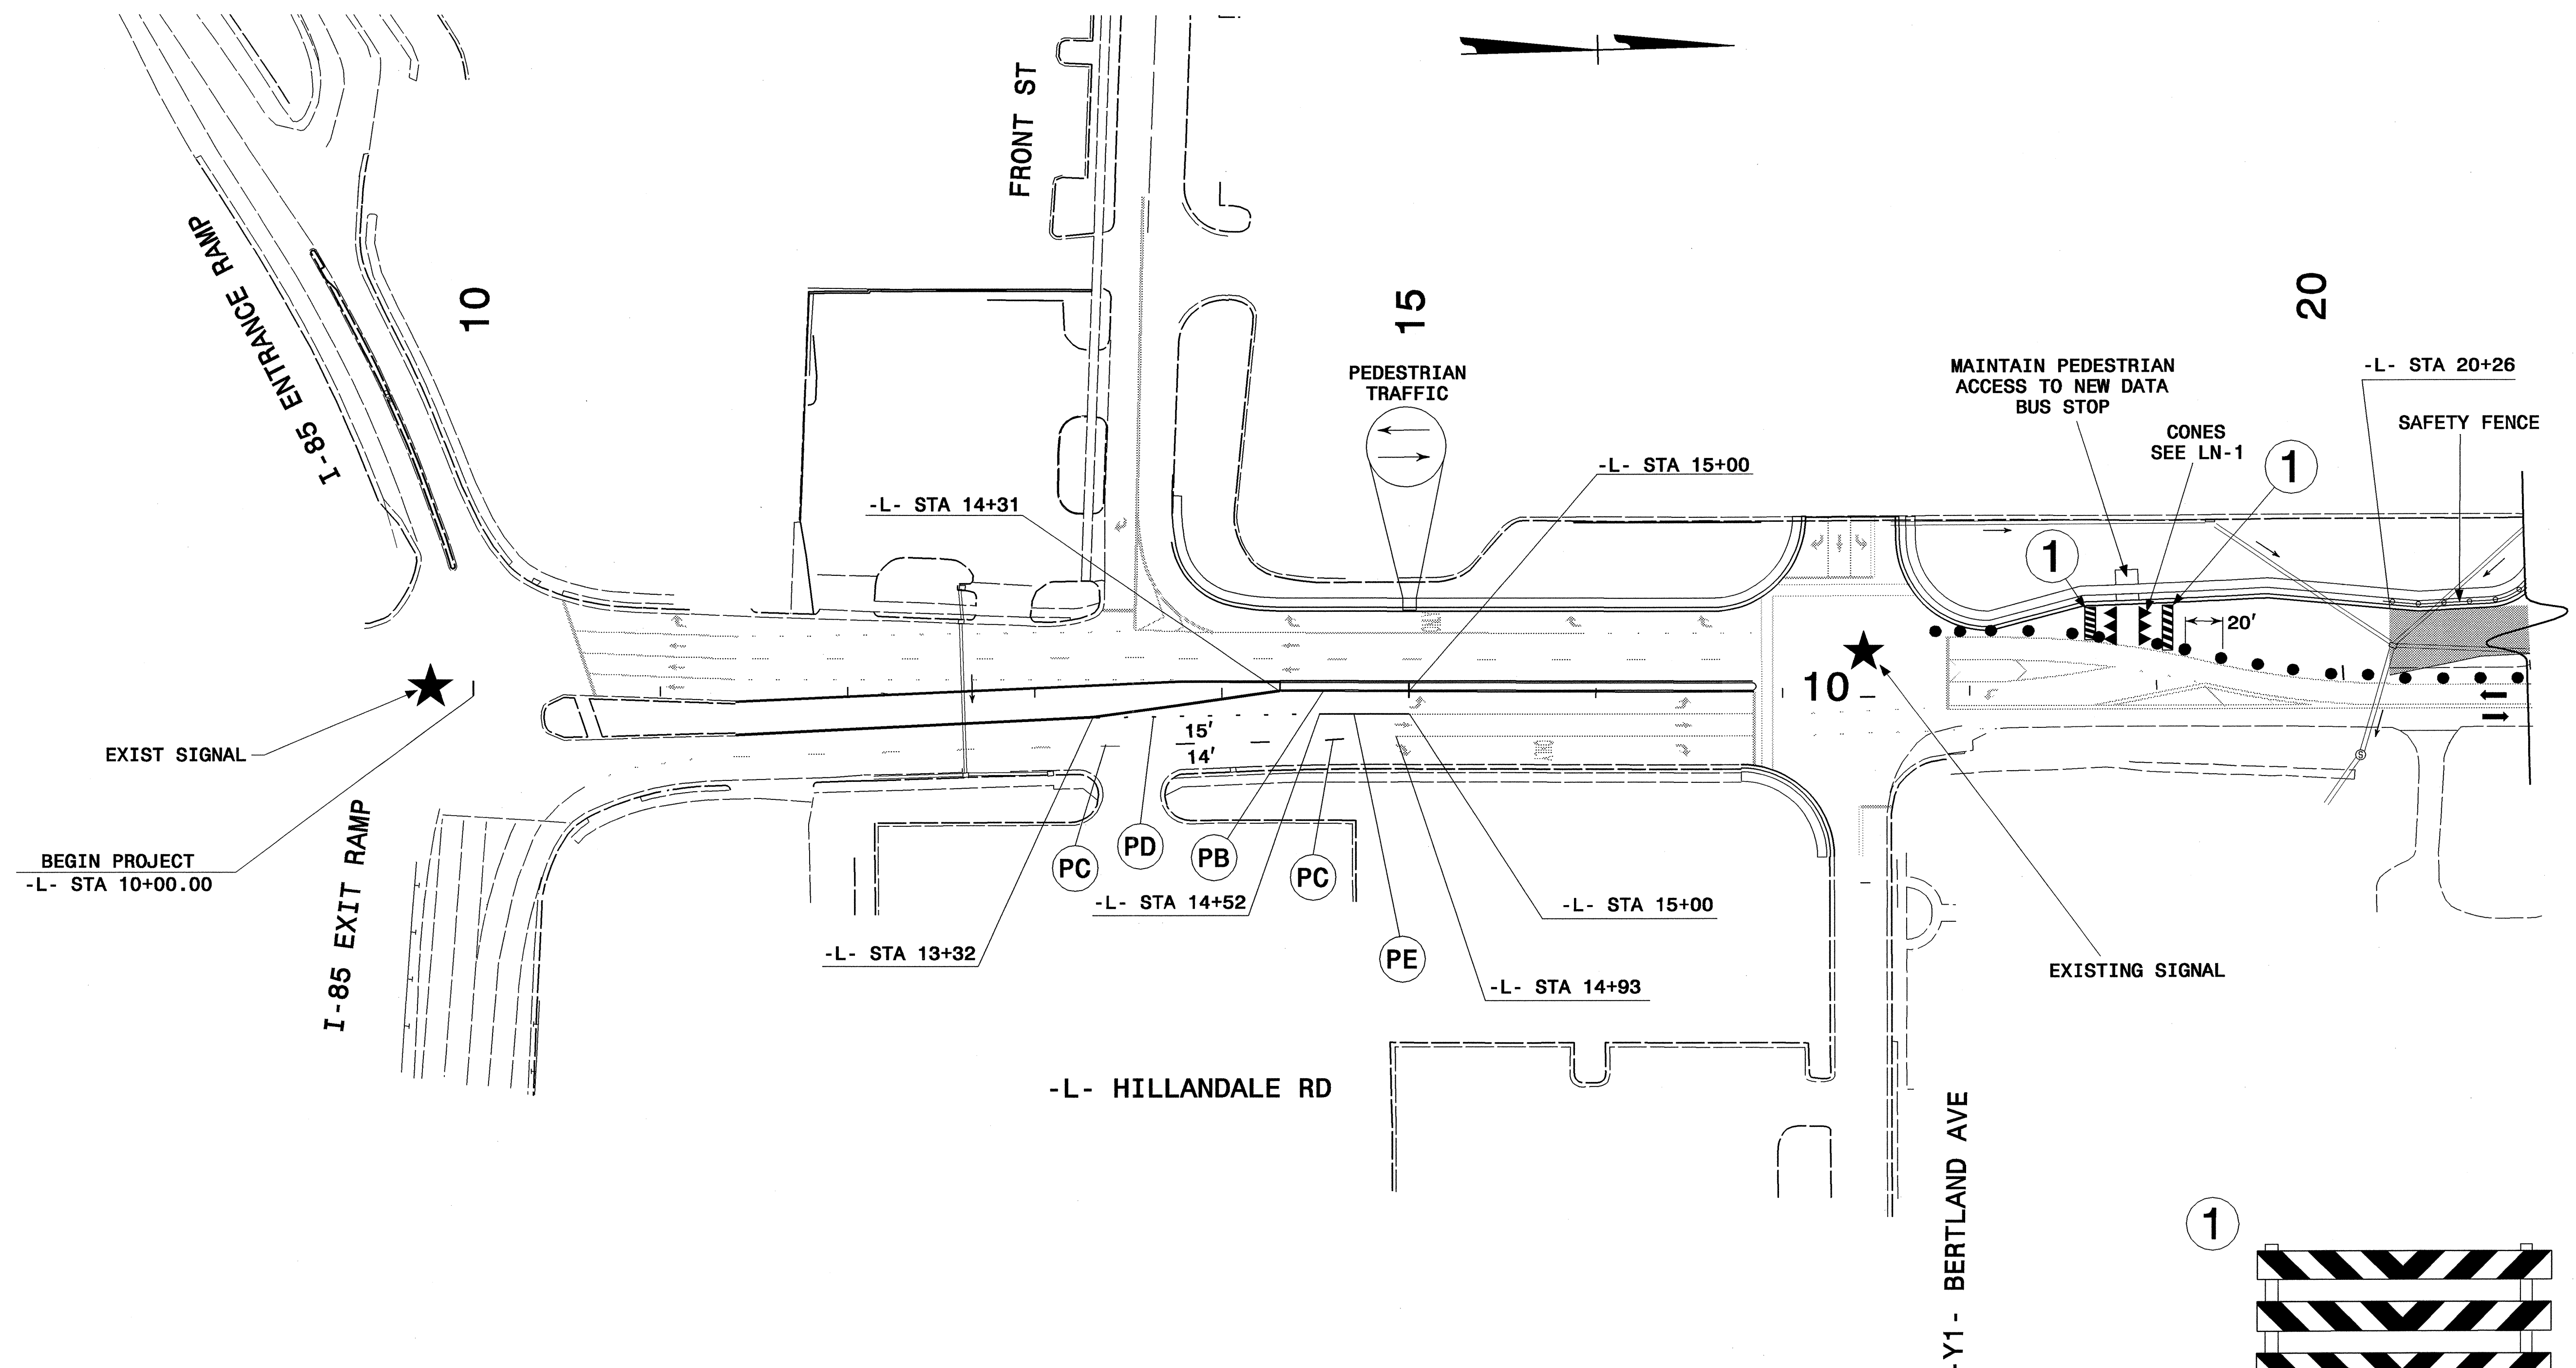 FRONT ST
I-85 ENTRANCE RAMP
10
15
20
PEDESTRIAN
TRAFFIC
MAINTAIN PEDESTRIAN
ACCESS TO NEW DATA
BUS STOP
-L- STA 20+26
CONES
SEE LN-1
SAFETY FENCE
1
-L- STA 15+00
-L- STA 14+31
1
20'
10
EXIST SIGNAL
15'
14'
S
BEGIN PROJECT
-L- STA 10+00.00
I-85 EXIT RAMP
PC
PD
PB
PC
-L- STA 14+52
-L- STA 15+00
-L- STA 13+32
PE
-L- STA 14+93
EXISTING SIGNAL
-L- HILLANDALE RD
-Y1- BERTLAND AVE
1